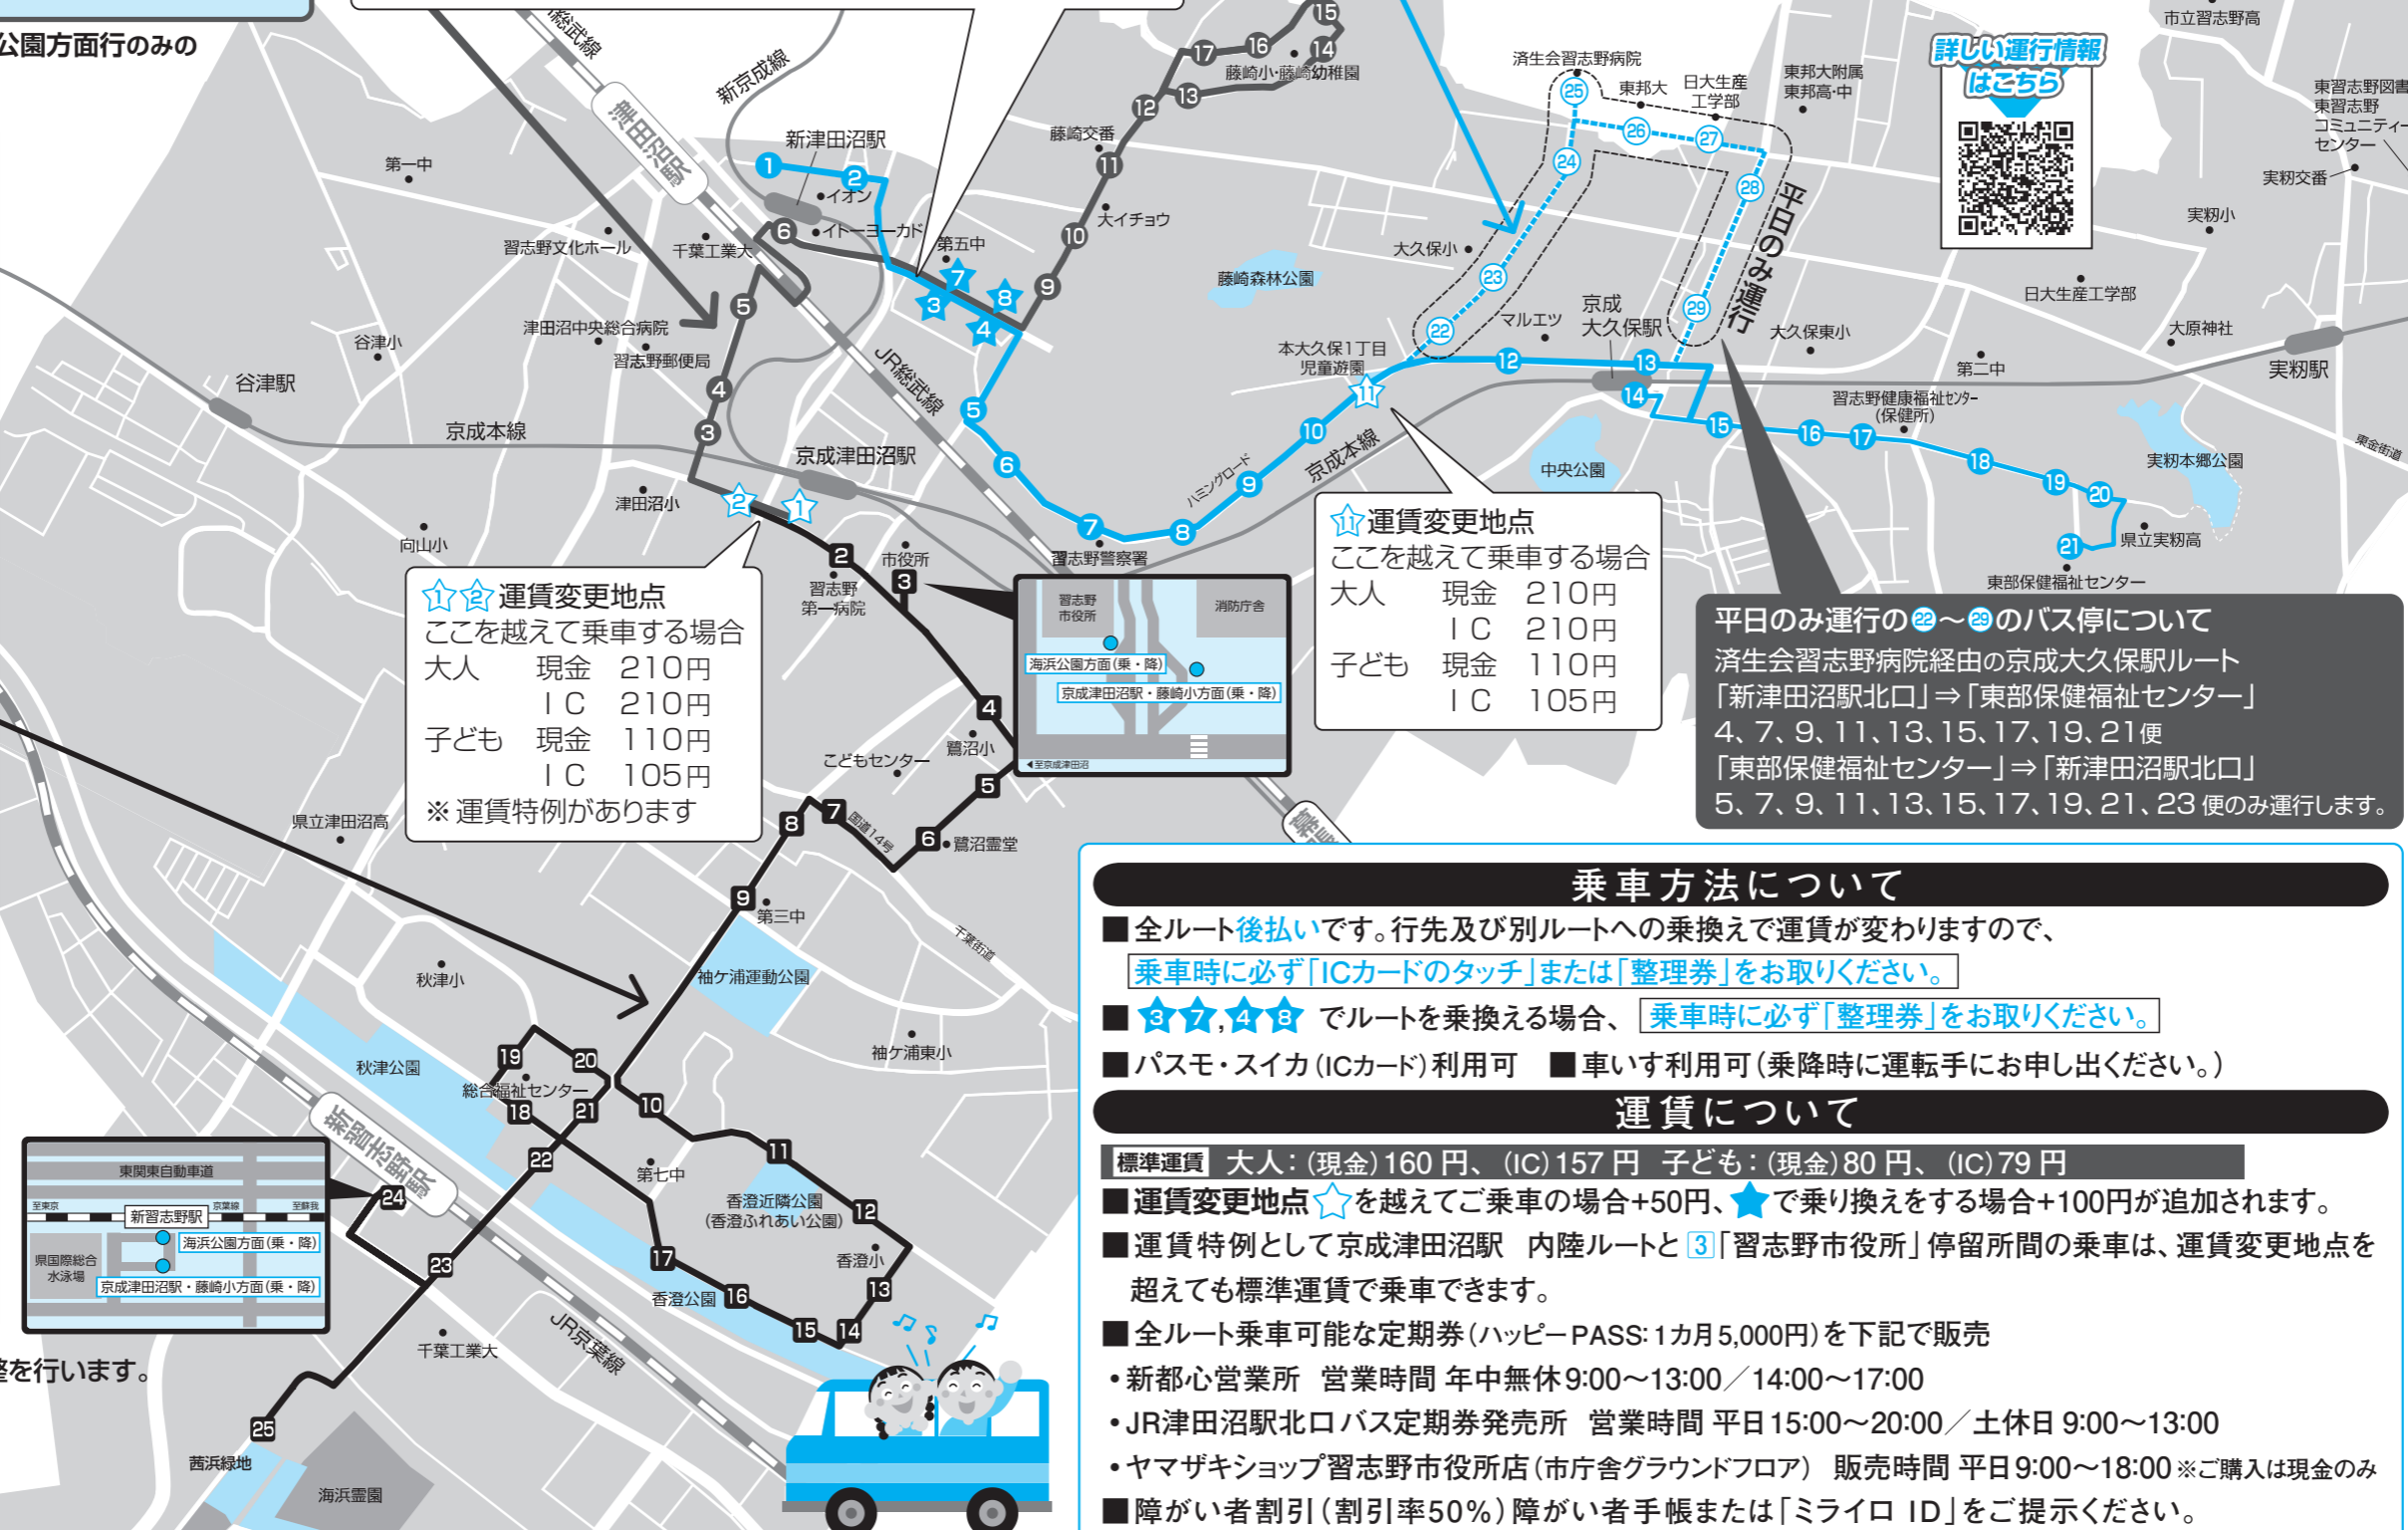 公園方面行のみの
総武線
津田沼駅
新京成線
新津田沼駅
イオン
イトーヨーカド
第一中
習志野文化ホール
千葉工業大
第五中
藤崎交番
大イチョウ
藤崎小・藤崎幼稚園
藤崎森林公園
済生会習志野病院
東邦大
日大生産
工学部
東邦大附属
東邦高・中
市立習志野高
詳しい運行情報
はこちら
東習志野図書
東習志野
コミュニティー
センター
実籾交番
実籾小
日大生産工学部
大原神社
実籾駅
第二中
大久保東小
大久保小
マルエツ
京成
大久保駅
平日のみ運行
本大久保1丁目
児童遊園
習志野健康福祉センター
(保健所)
東金街道
実籾本郷公園
県立実籾高
東部保健福祉センター
中央公園
京成本線
ハミングロード
習志野警察署
JR総武線
津田沼中央総合病院
習志野郵便局
谷津小
谷津駅
京成本線
京成津田沼駅
津田沼小
向山小
市役所
習志野
第一病院
1 2 運賃変更地点
ここを越えて乗車する場合
大人 現金 210円
IC 210円
子ども 現金 110円
IC 105円
※運賃特例があります
習志野
市役所
消防庁舎
海浜公園方面(乗・降)
京成津田沼駅・藤崎小方面(乗・降)
◀至京成津田沼
11 運賃変更地点
ここを越えて乗車する場合
大人 現金 210円
IC 210円
子ども 現金 110円
IC 105円
平日のみ運行の㉒～㉙のバス停について
済生会習志野病院経由の京成大久保駅ルート
「新津田沼駅北口」⇒「東部保健福祉センター」
4、7、9、11、13、15、17、19、21便
「東部保健福祉センター」⇒「新津田沼駅北口」
5、7、9、11、13、15、17、19、21、23便のみ運行します。
鷺沼小
こどもセンター
国道14号
鷺沼霊堂
県立津田沼高
第三中
千葉街道
袖ケ浦運動公園
袖ケ浦東小
秋津小
秋津公園
総合福祉センター
新習志野駅
第七中
香澄近隣公園
(香澄ふれあい公園)
香澄小
香澄公園
JR京葉線
千葉工業大
茜浜緑地
海浜霊園
東関東自動車道
至東京
京葉線
至蘇我
新習志野駅
海浜公園方面(乗・降)
県国際総合
水泳場
京成津田沼駅・藤崎小方面(乗・降)
整を行います。
乗車方法について
■全ルート後払いです。行先及び別ルートへの乗換えで運賃が変わりますので、
乗車時に必ず「ICカードのタッチ」または「整理券」をお取りください。
■ 3 7, 4 8 でルートを乗換える場合、 乗車時に必ず「整理券」をお取りください。
■パスモ・スイカ(ICカード)利用可 ■車いす利用可(乗降時に運転手にお申し出ください。)
運賃について
標準運賃 大人：(現金)160円、(IC)157円 子ども：(現金)80円、(IC)79円
■運賃変更地点☆を越えてご乗車の場合+50円、★で乗り換えをする場合+100円が追加されます。
■運賃特例として京成津田沼駅 内陸ルートと 3 「習志野市役所」停留所間の乗車は、運賃変更地点を
超えても標準運賃で乗車できます。
■全ルート乗車可能な定期券(ハッピーPASS:1カ月5,000円)を下記で販売
・新都心営業所 営業時間 年中無休9:00～13:00／14:00～17:00
・JR津田沼駅北口バス定期券発売所 営業時間 平日15:00～20:00／土休日 9:00～13:00
・ヤマザキショップ習志野市役所店(市庁舎グラウンドフロア) 販売時間 平日9:00～18:00※ご購入は現金のみ
■障がい者割引(割引率50%)障がい者手帳または「ミライロ ID」をご提示ください。